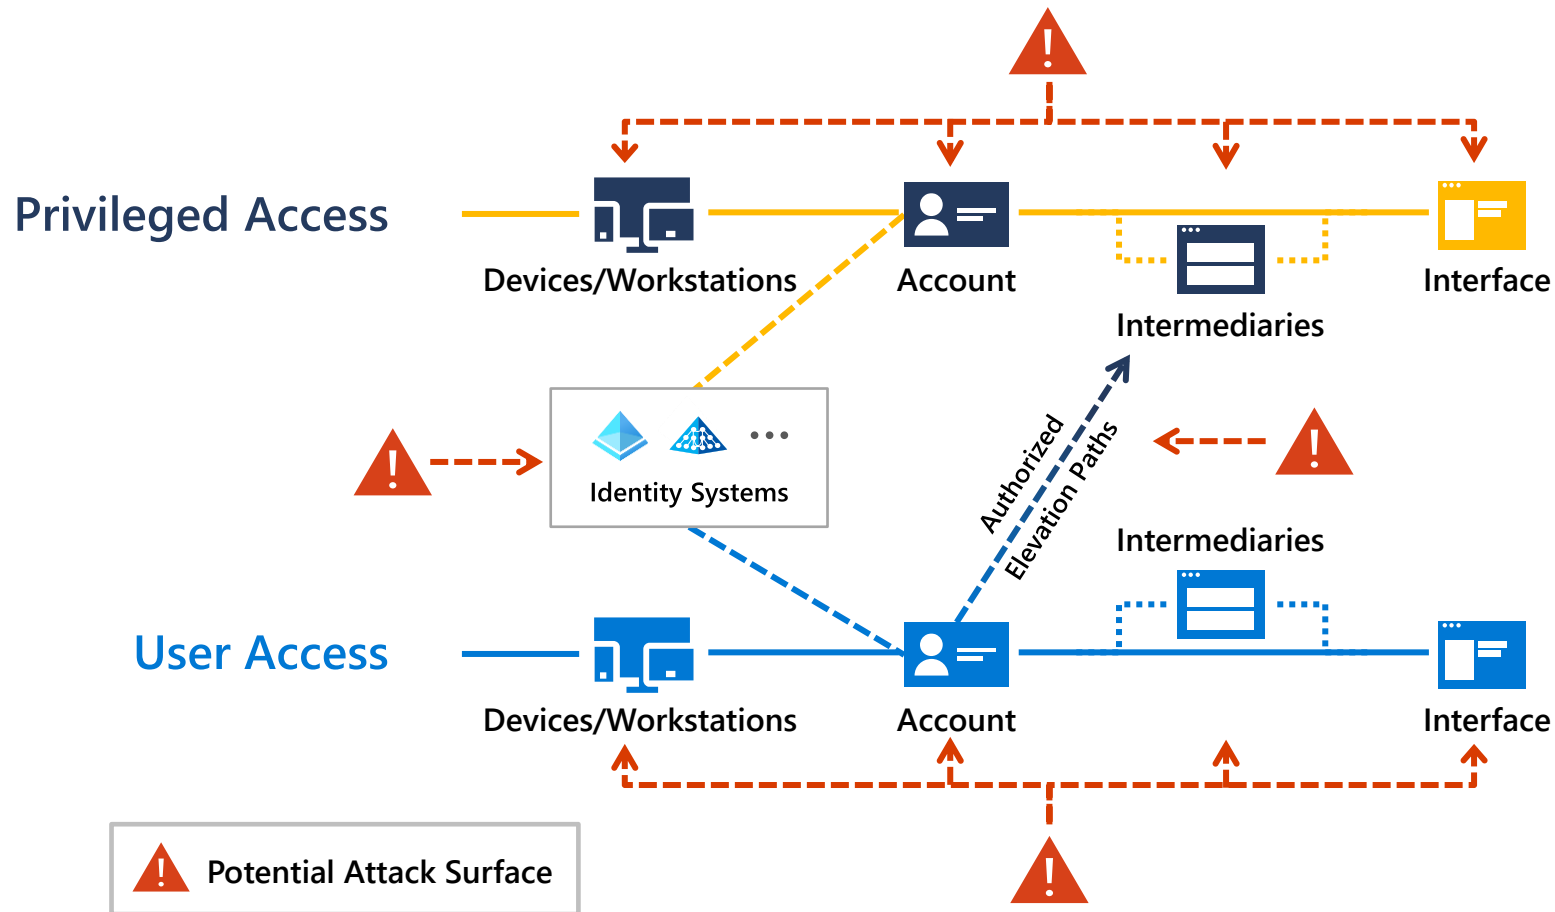 Privileged Access
Devices/Workstations
Account
Intermediaries
Interface
Identity Systems
Authorized
Elevation Paths
Intermediaries
User Access
Devices/Workstations
Account
Interface
Potential Attack Surface